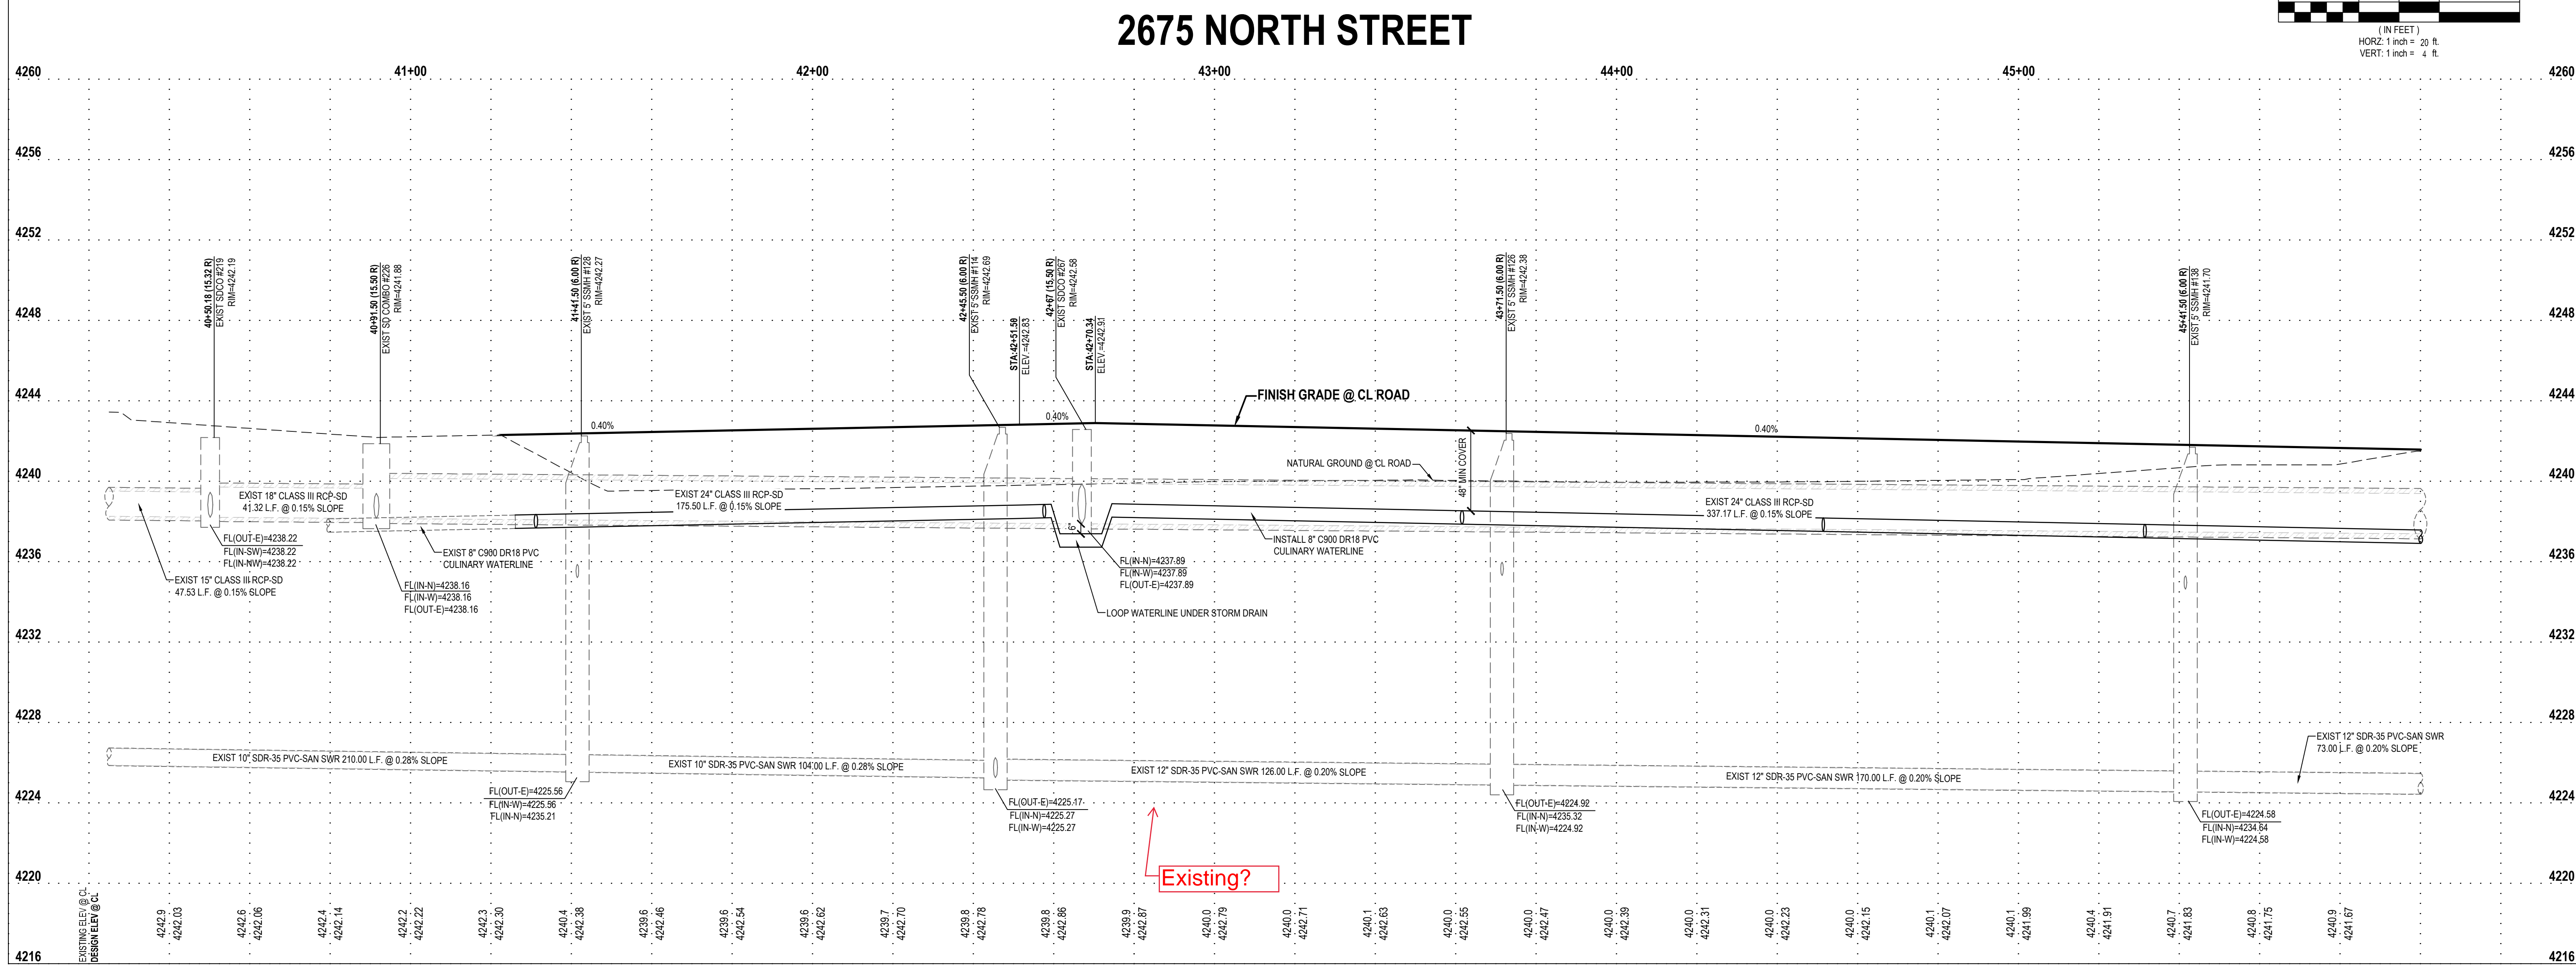 2675 NORTH STREET
( IN FEET )
HORZ: 1 inch = 20 ft.
VERT: 1 inch = 4 ft.
4260
41+00
42+00
43+00
44+00
45+00
4260
4256
4256
4252
4252
4248
4248
4244
4244
4240
4240
4236
4236
4232
4232
4228
4228
4224
4224
4220
4220
4216
4216
40+50.18 (15.32 R)
EXIST SDCO #219
RIM=4242.19
40+91.50 (15.50 R)
EXIST SD COMBO #226
RIM=4241.88
41+41.50 (6.00 R)
EXIST 5' SSMH #128
RIM=4242.27
42+45.50 (6.00 R)
EXIST 5' SSMH #114
RIM=4242.69
STA:42+51.50
ELEV.=4242.83
42+67 (15.50 R)
EXIST SDCO #267
RIM=4242.58
STA:42+70.34
ELEV.=4242.91
43+71.50 (6.00 R)
EXIST 5' SSMH #126
RIM=4242.38
45+41.50 (6.00 R)
EXIST 5' SSMH #138
RIM=4241.70
FINISH GRADE @ CL ROAD
0.40%
0.40%
0.40%
NATURAL GROUND @ CL ROAD
48" MIN COVER
EXIST 18" CLASS III RCP-SD
41.32 L.F. @ 0.15% SLOPE
EXIST 24" CLASS III RCP-SD
175.50 L.F. @ 0.15% SLOPE
EXIST 24" CLASS III RCP-SD
337.17 L.F. @ 0.15% SLOPE
FL(OUT-E)=4238.22
FL(IN-SW)=4238.22
FL(IN-NW)=4238.22
EXIST 15" CLASS III RCP-SD
47.53 L.F. @ 0.15% SLOPE
EXIST 8" C900 DR18 PVC
CULINARY WATERLINE
FL(IN-N)=4238.16
FL(IN-W)=4238.16
FL(OUT-E)=4238.16
INSTALL 8" C900 DR18 PVC
CULINARY WATERLINE
FL(IN-N)=4237.89
FL(IN-W)=4237.89
FL(OUT-E)=4237.89
LOOP WATERLINE UNDER STORM DRAIN
EXIST 10" SDR-35 PVC-SAN SWR 210.00 L.F. @ 0.28% SLOPE
EXIST 10" SDR-35 PVC-SAN SWR 104.00 L.F. @ 0.28% SLOPE
EXIST 12" SDR-35 PVC-SAN SWR 126.00 L.F. @ 0.20% SLOPE
EXIST 12" SDR-35 PVC-SAN SWR 170.00 L.F. @ 0.20% SLOPE
EXIST 12" SDR-35 PVC-SAN SWR
73.00 L.F. @ 0.20% SLOPE
FL(OUT-E)=4225.56
FL(IN-W)=4225.56
FL(IN-N)=4235.21
FL(OUT-E)=4225.17
FL(IN-N)=4225.27
FL(IN-W)=4225.27
FL(OUT-E)=4224.92
FL(IN-N)=4235.32
FL(IN-W)=4224.92
FL(OUT-E)=4224.58
FL(IN-N)=4234.64
FL(IN-W)=4224.58
Existing?
EXISTING ELEV @ CL
DESIGN ELEV @ CL
4242.9
4242.03
4242.6
4242.06
4242.4
4242.14
4242.2
4242.22
4242.3
4242.30
4240.4
4242.38
4239.6
4242.46
4239.6
4242.54
4239.6
4242.62
4239.7
4242.70
4239.8
4242.78
4239.8
4242.86
4239.9
4242.87
4240.0
4242.79
4240.0
4242.71
4240.1
4242.63
4240.0
4242.55
4240.0
4242.47
4240.0
4242.39
4240.0
4242.31
4240.0
4242.23
4240.0
4242.15
4240.1
4242.07
4240.1
4241.99
4240.4
4241.91
4240.7
4241.83
4240.8
4241.75
4240.9
4241.67